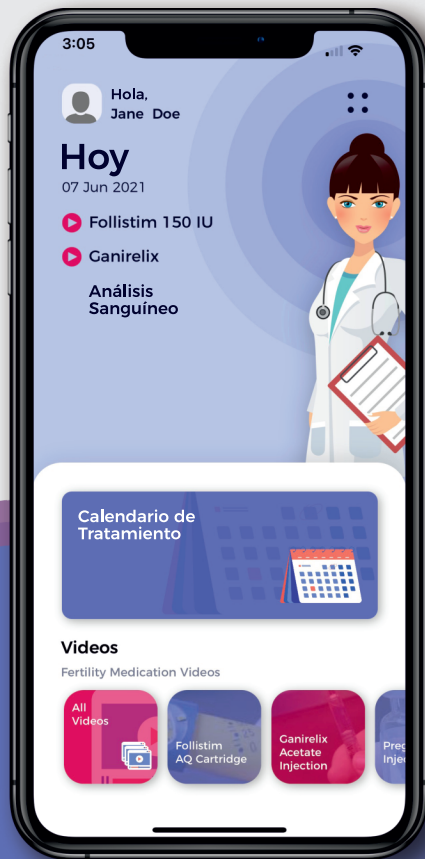 3:05
Hola,
Jane Doe
Hoy
07 Jun 2021
Follistim 150 IU
Ganirelix
Análisis
Sanguíneo
Calendario de
Tratamiento
Videos
Fertility Medication Videos
All
Videos
Follistim
AQ Cartridge
Ganirelix
Acetate
Injection